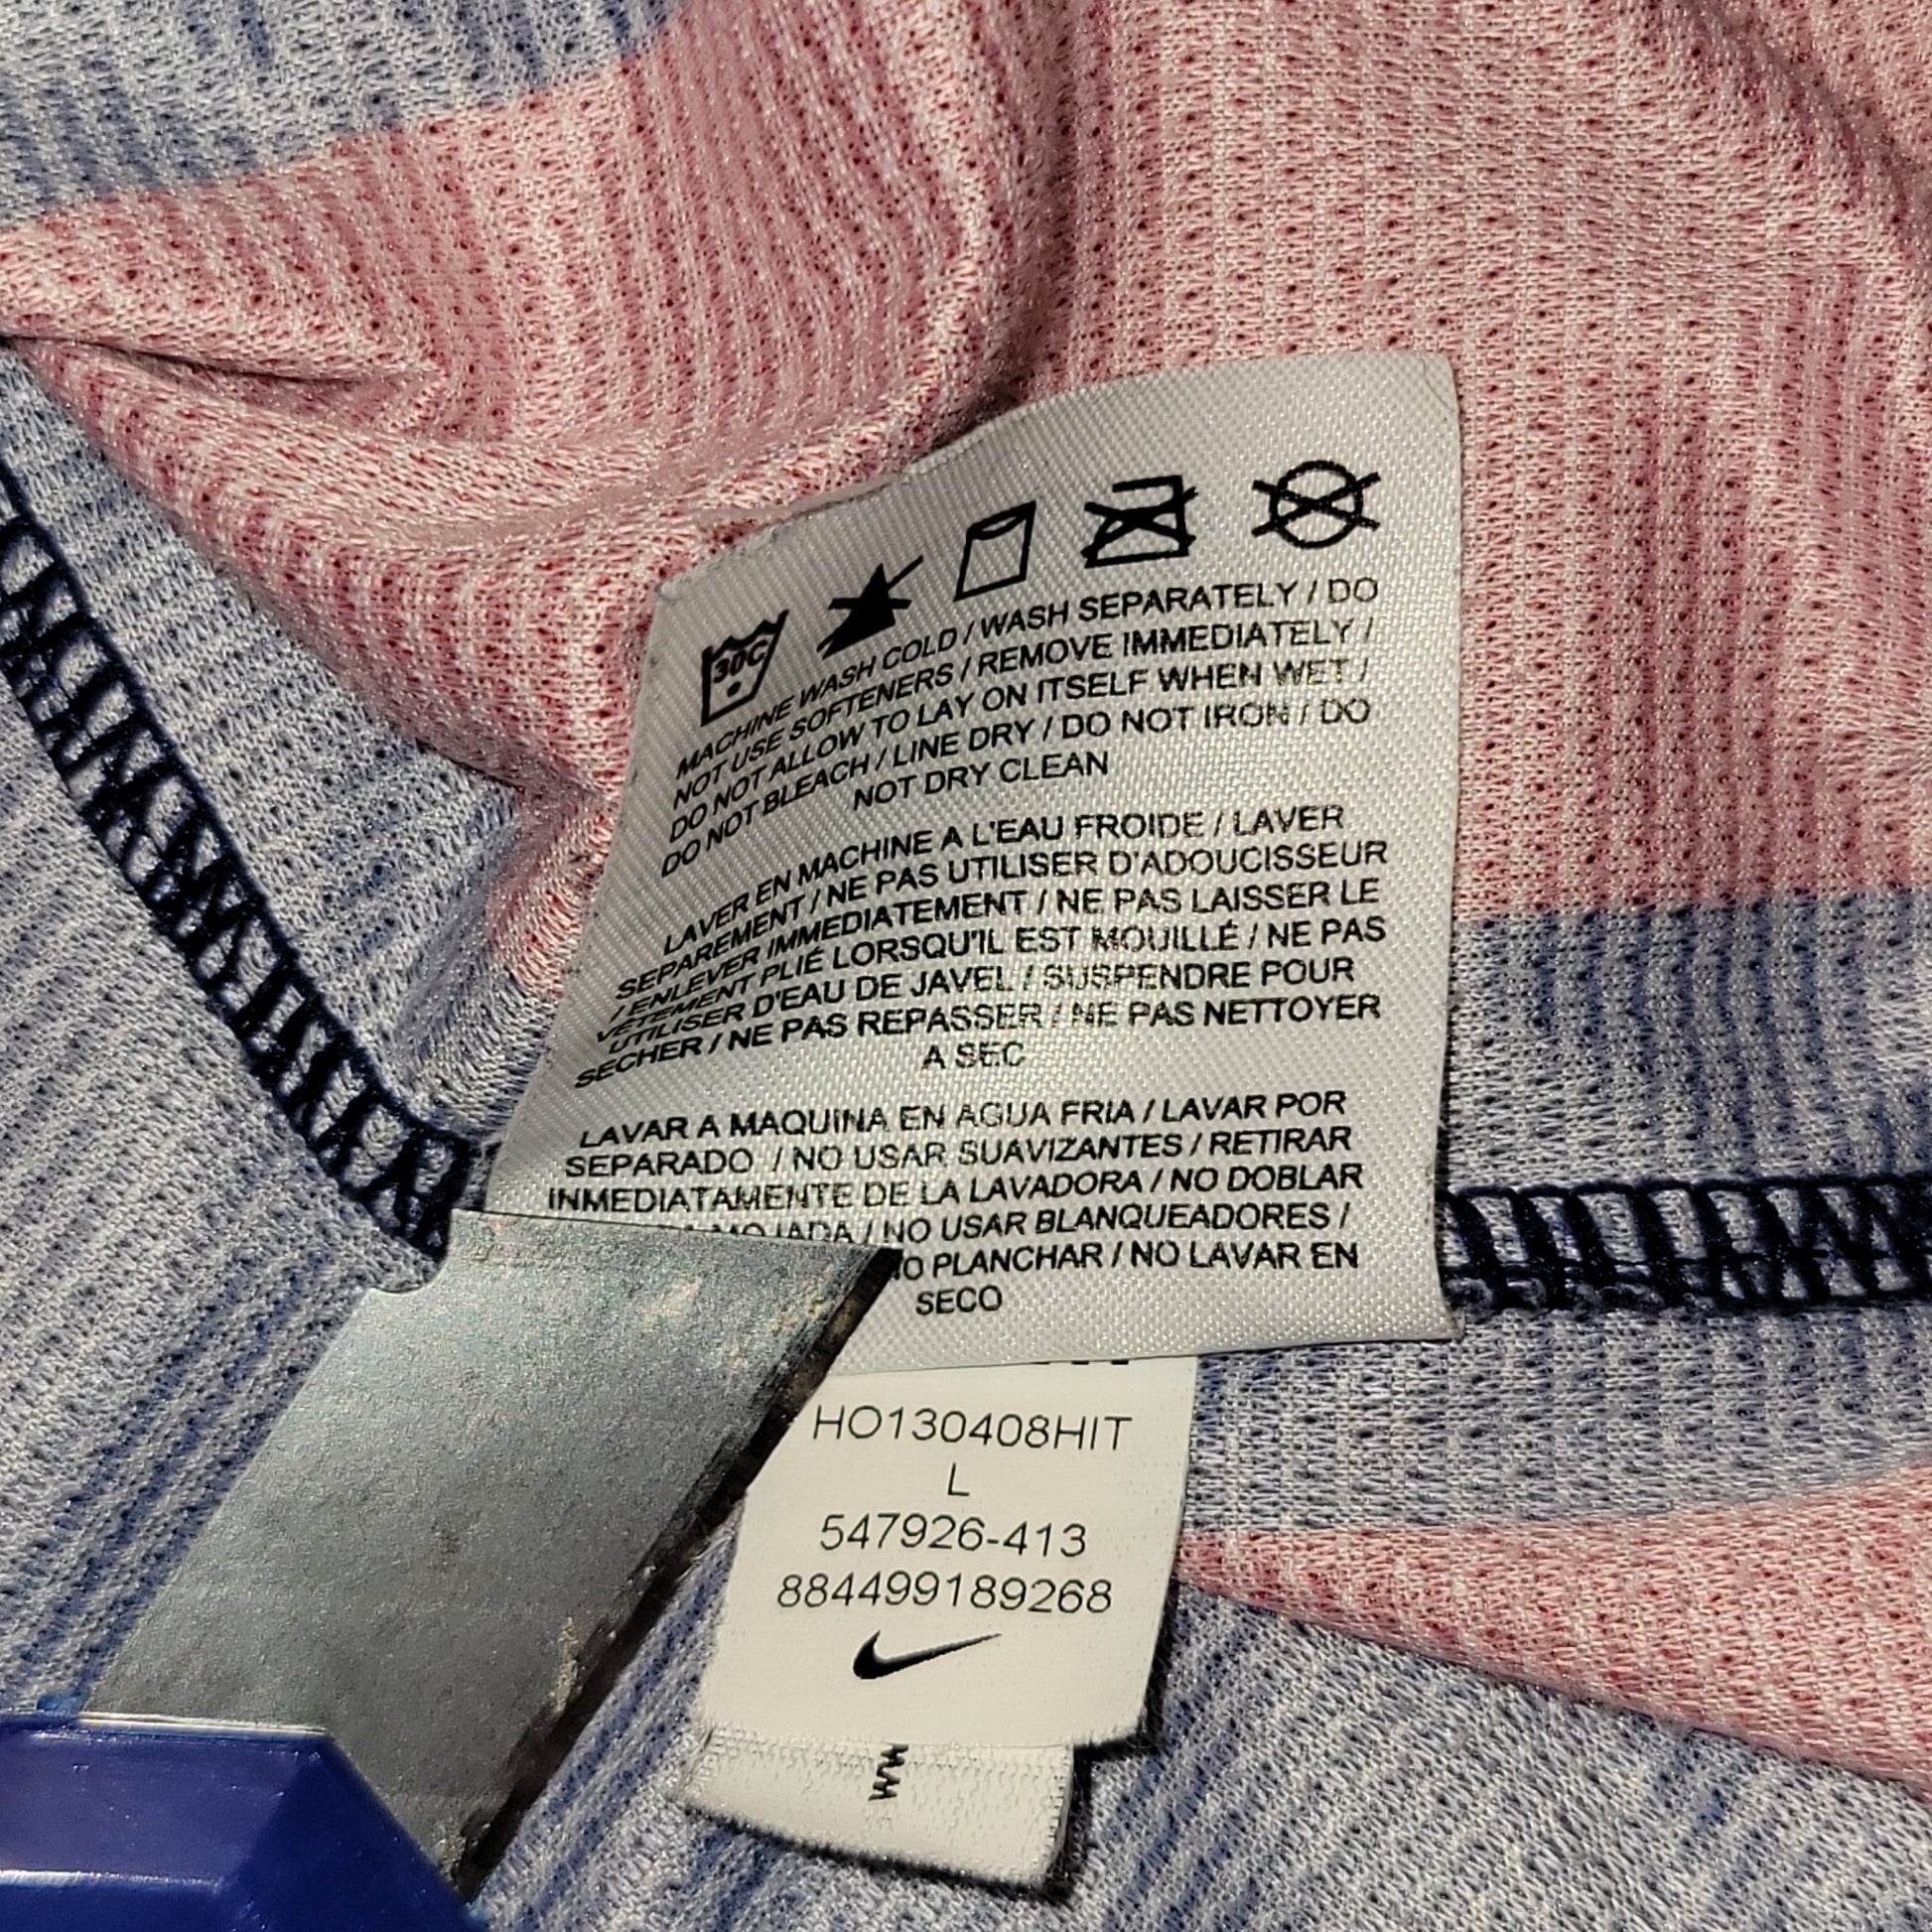 30C
MACHINE WASH COLD / WASH SEPARATELY / DO
NOT USE SOFTENERS / REMOVE IMMEDIATELY /
DO NOT ALLOW TO LAY ON ITSELF WHEN WET /
DO NOT BLEACH / LINE DRY / DO NOT IRON / DO
NOT DRY CLEAN
LAVER EN MACHINE A L'EAU FROIDE / LAVER
SEPAREMENT / NE PAS UTILISER D'ADOUCISSEUR
/ ENLEVER IMMEDIATEMENT / NE PAS LAISSER LE
VÊTEMENT PLIÉ LORSQU'IL EST MOUILLÉ / NE PAS
UTILISER D'EAU DE JAVEL / SUSPENDRE POUR
SECHER / NE PAS REPASSER / NE PAS NETTOYER
A SEC
LAVAR A MAQUINA EN AGUA FRIA / LAVAR POR
SEPARADO / NO USAR SUAVIZANTES / RETIRAR
INMEDIATAMENTE DE LA LAVADORA / NO DOBLAR
MOJADA / NO USAR BLANQUEADORES /
NO PLANCHAR / NO LAVAR EN
SECO
HO130408HIT
L
547926-413
884499189268